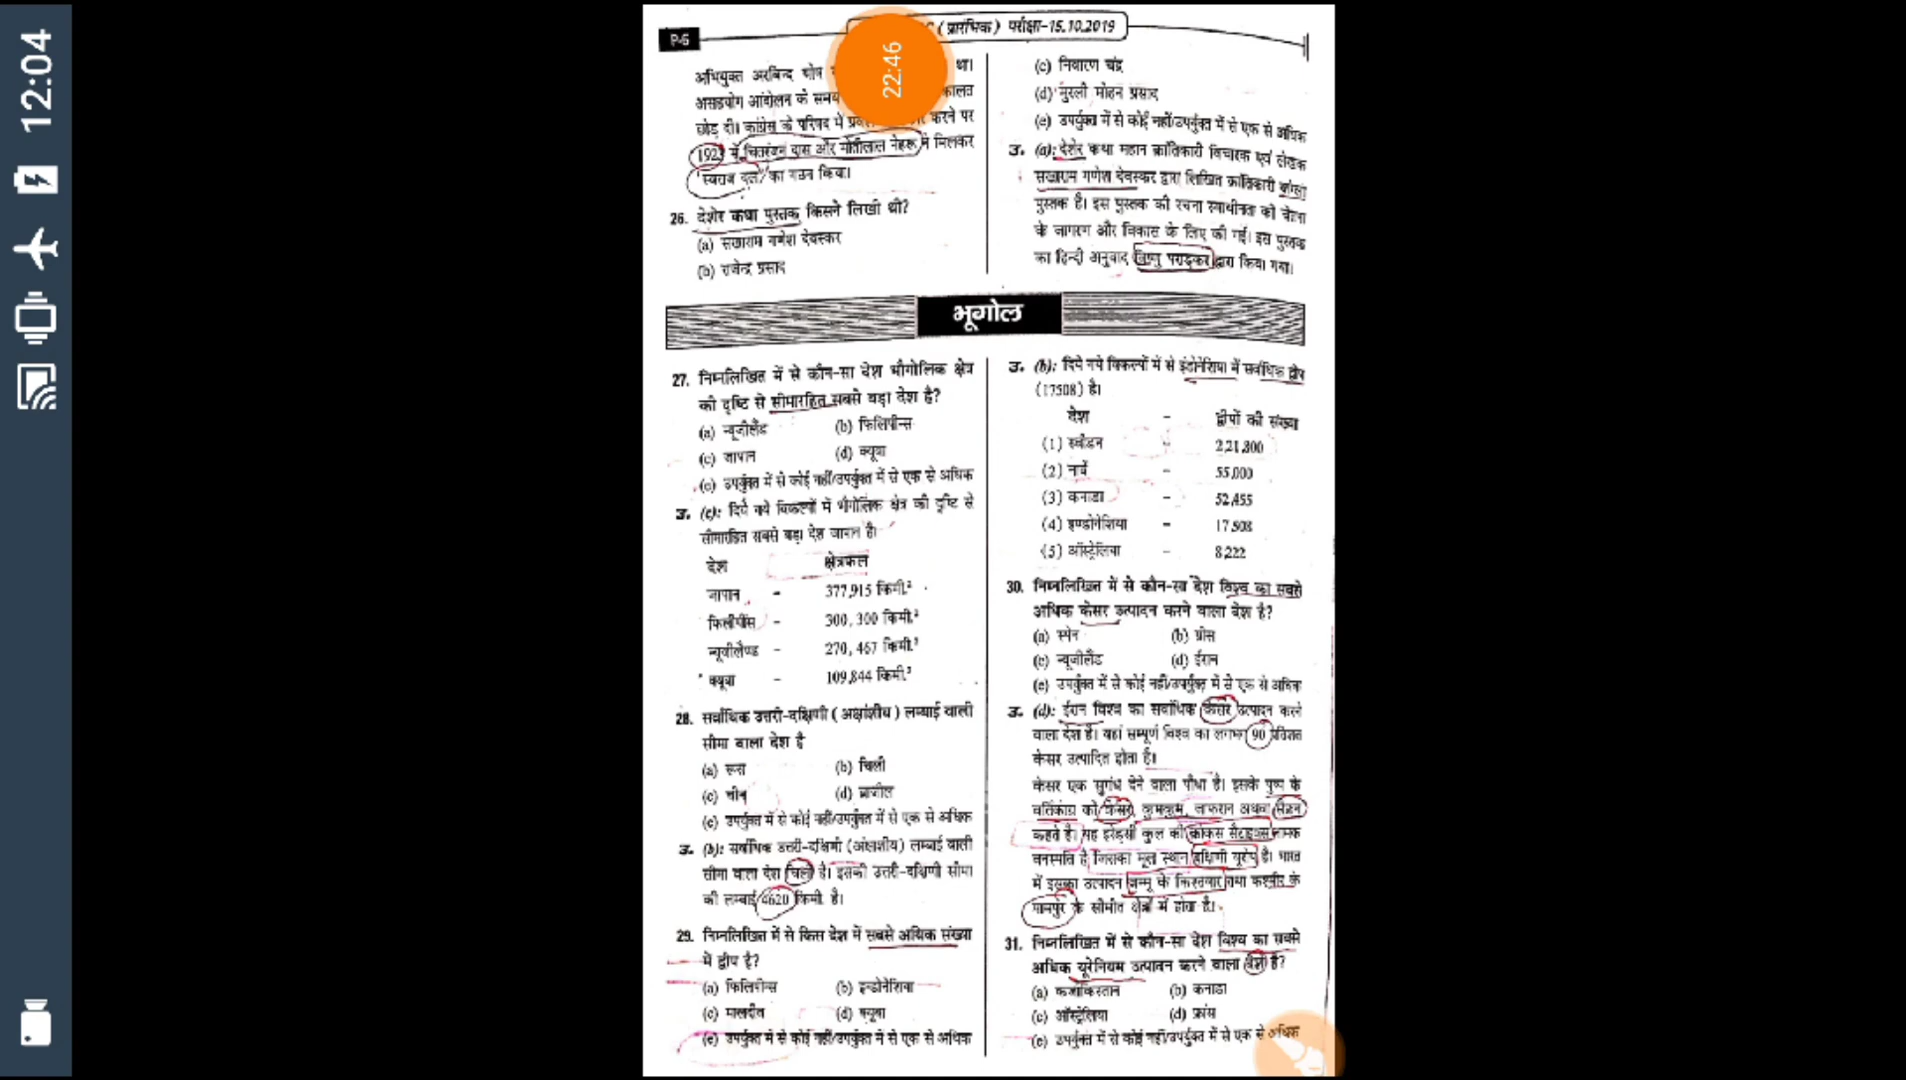 12:04
22:46
P-6
(प्रारंभिक) परीक्षा-15.10.2019
अभियुक्त अरबिन्द घोष
था।
असहयोग आंदोलन के समय
कालत
छोड़ दी। कांग्रेस के परिषद में
करने पर
1923 में चितरंजन दास और मोतीलाल नेहरू ने मिलकर
'स्वराज दल' का गठन किया।
26. देशेर कथा पुस्तक किसने लिखी थी?
(a) सखाराम गणेश देवस्कर
(b) राजेन्द्र प्रसाद
(c) निवारण चंद्र
(d) मुरली मोहन प्रसाद
(e) उपर्युक्त में से कोई नहीं/उपर्युक्त में से एक से अधिक
उ. (a): देशेर कथा महान क्रांतिकारी विचारक एवं लेखक
सखाराम गणेश देवस्कर द्वारा लिखित क्रांतिकारी बांग्ला
पुस्तक है। इस पुस्तक की रचना स्वाधीनता की चेतना
के जागरण और विकास के लिए की गई। इस पुस्तक
का हिन्दी अनुवाद विष्णु पराड़कर द्वारा किया गया।
भूगोल
27. निम्नलिखित में से कौन-सा देश भौगोलिक क्षेत्र
की दृष्टि से सीमारहित सबसे बड़ा देश है?
(a) न्यूजीलैंड
(b) फिलिपीन्स
(c) जापान
(d) क्यूबा
(e) उपर्युक्त में से कोई नहीं/उपर्युक्त में से एक से अधिक
उ. (c): दिये गये विकल्पों में भौगोलिक क्षेत्र की दृष्टि से
सीमारहित सबसे बड़ा देश जापान है।
देश
क्षेत्रफल
जापान - 377,915 किमी.²
फिलीपींस - 300,300 किमी.²
न्यूजीलैण्ड - 270,467 किमी.²
क्यूबा - 109,844 किमी.²
28. सर्वाधिक उत्तरी-दक्षिणी (अक्षांशीय) लम्बाई वाली
सीमा वाला देश है
(a) रूस
(b) चिली
(c) चीन
(d) ब्राजील
(e) उपर्युक्त में से कोई नहीं/उपर्युक्त में से एक से अधिक
उ. (b): सर्वाधिक उत्तरी-दक्षिणी (अक्षांशीय) लम्बाई वाली
सीमा वाला देश चिली है। इसकी उत्तरी-दक्षिणी सीमा
की लम्बाई 4620 किमी है।
29. निम्नलिखित में से किस देश में सबसे अधिक संख्या
में द्वीप है?
(a) फिलिपीन्स
(b) इन्डोनेशिया
(c) मालदीव
(d) क्यूबा
(e) उपर्युक्त में से कोई नहीं/उपर्युक्त में से एक से अधिक
उ. (b): दिये गये विकल्पों में से इंडोनेशिया में सर्वाधिक द्वीप
(17508) है।
देश - द्वीपों की संख्या
(1) स्वीडन - 2,21,800
(2) नार्वे - 55,000
(3) कनाडा - 52,455
(4) इण्डोनेशिया - 17,508
(5) ऑस्ट्रेलिया - 8,222
30. निम्नलिखित में से कौन-सा देश विश्व का सबसे
अधिक केसर उत्पादन करने वाला देश है?
(a) स्पेन
(b) ग्रीस
(c) न्यूजीलैंड
(d) ईरान
(e) उपर्युक्त में से कोई नहीं/उपर्युक्त में से एक से अधिक
उ. (d): ईरान विश्व का सर्वाधिक केसर उत्पादन करने
वाला देश है। यहां सम्पूर्ण विश्व का लगभग 90 प्रतिशत
केसर उत्पादित होता है।
केसर एक सुगंध देने वाला पौधा है। इसके पुष्प के
वर्तिकाग्र को केसर, कुमकुम, जाफरान अथवा सैफ्रन
कहते है। यह इरिडेसी कुल की क्रोकस सैटाइवस नामक
वनस्पति है जिसका मूल स्थान दक्षिणी यूरोप है। भारत
में इसका उत्पादन जम्मू के किस्तवार तथा कश्मीर के
पामपुर के सीमीत क्षेत्रों में होता है।
31. निम्नलिखित में से कौन-सा देश विश्व का सबसे
अधिक यूरेनियम उत्पादन करने वाला देश है?
(a) कजाकिस्तान
(b) कनाडा
(c) ऑस्ट्रेलिया
(d) फ्रांस
(e) उपर्युक्त में से कोई नहीं/उपर्युक्त में से एक से अधिक